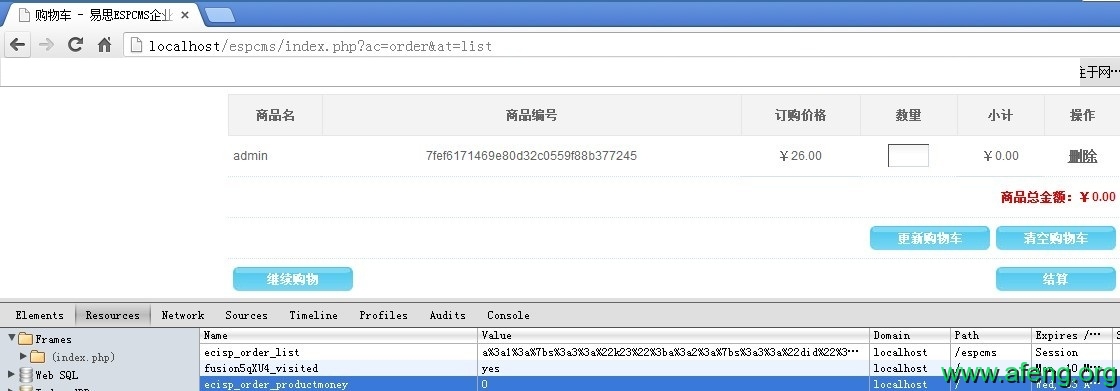 购物车 - 易思ESPCMS企业
localhost/espcms/index.php?ac=order&at=list
注于网…
商品名 商品编号 订购价格 数量 小计 操作
admin 7fef6171469e80d32c0559f88b377245 ￥26.00 ￥0.00 删除
商品总金额：￥0.00
更新购物车 清空购物车
继续购物 结算
Elements Resources Network Sources Timeline Profiles Audits Console
Frames
(index.php)
Web SQL
Name Value Domain Path Expires /…
ecisp_order_list a%3a1%3a%7bs%3a3%3a%22k23%22%3ba%3a2%3a%7bs%3a3%3a%22did%22%3… localhost /espcms Session
fusion5qXU4_visited yes localhost /
ecisp_order_productmoney 0 localhost /
www.afeng.org